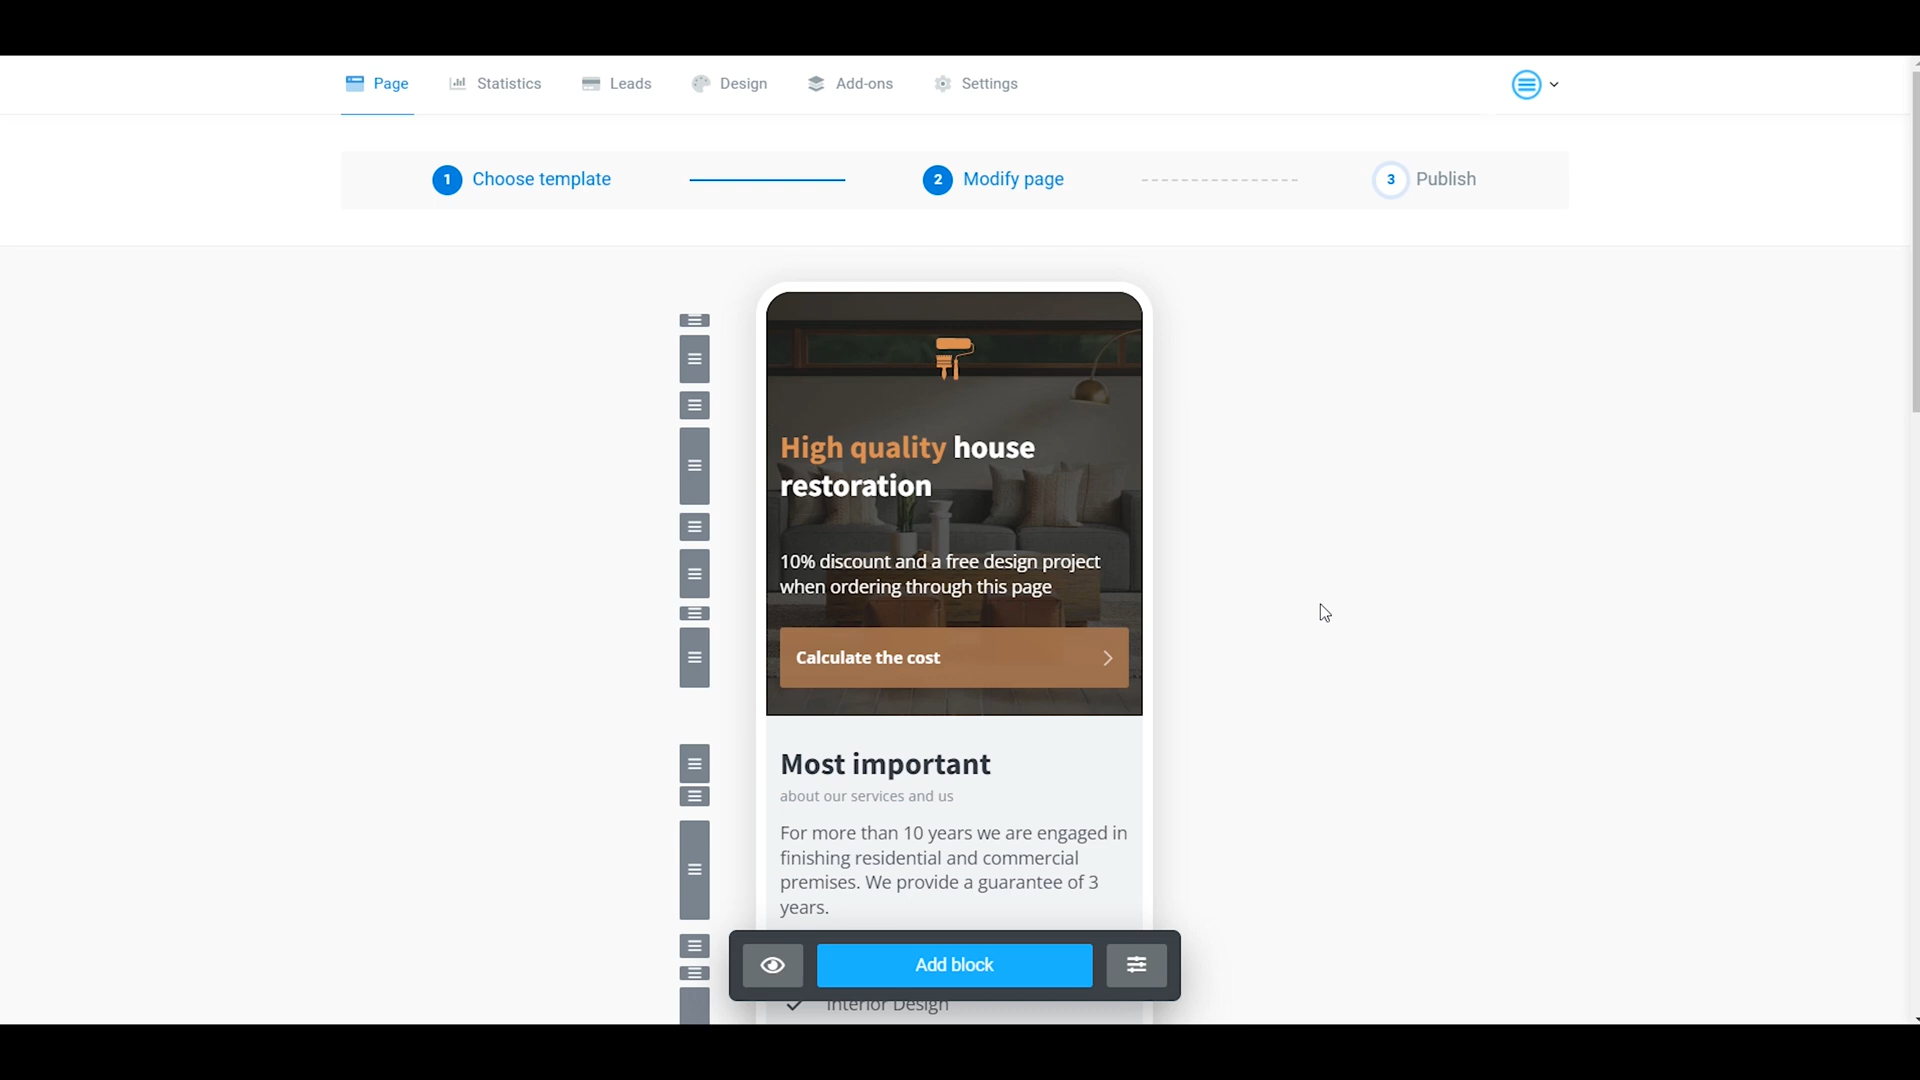 Page
Statistics
Leads
Design
Add-ons
Settings
1 Choose template
2 Modify page
3 Publish
High quality house
restoration
10% discount and a free design project
when ordering through this page
Calculate the cost
Most important
about our services and us
For more than 10 years we are engaged in
finishing residential and commercial
premises. We provide a guarantee of 3
years.
Add block
Interior Design